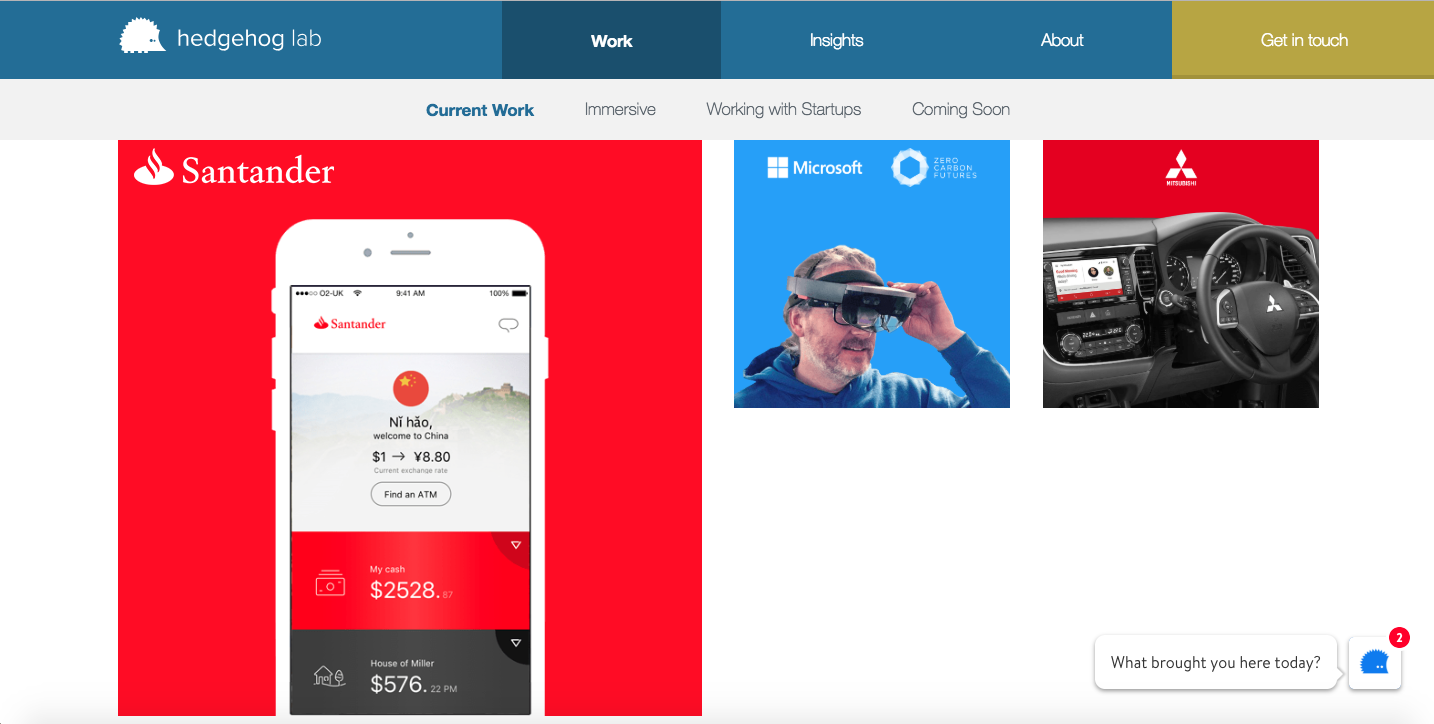 hedgehog lab
Work
Insights
About
Get in touch
Current Work
Immersive
Working with Startups
Coming Soon
Santander
O2-UK
9:41 AM
100%
Santander
Nǐ hǎo,
welcome to China
$1 → ¥8.80
Current exchange rate
Find an ATM
My cash
$2528.87
House of Miller
$576. 22 PM
Microsoft
ZERO
CARBON
FUTURES
MITSUBISHI
Good Morning
What brought you here today?
2